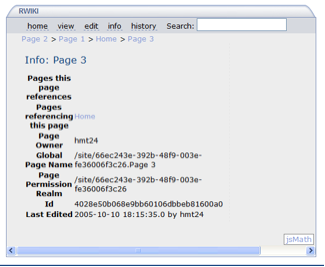 RWIKI
home view edit info history Search:
Page 2 > Page 1 > Home > Page 3
Info: Page 3
Pages this
page
references
Pages
referencing Home
this page
Page
Owner hmt24
Global /site/66ec243e-392b-48f9-003e-
Page Name fe36006f3c26.Page 3
Page
Permission /site/66ec243e-392b-48f9-003e-
Realm fe36006f3c26
Id 4028e50b068e9bb60106dbbeb81600a0
Last Edited 2005-10-10 18:15:35.0 by hmt24
jsMath